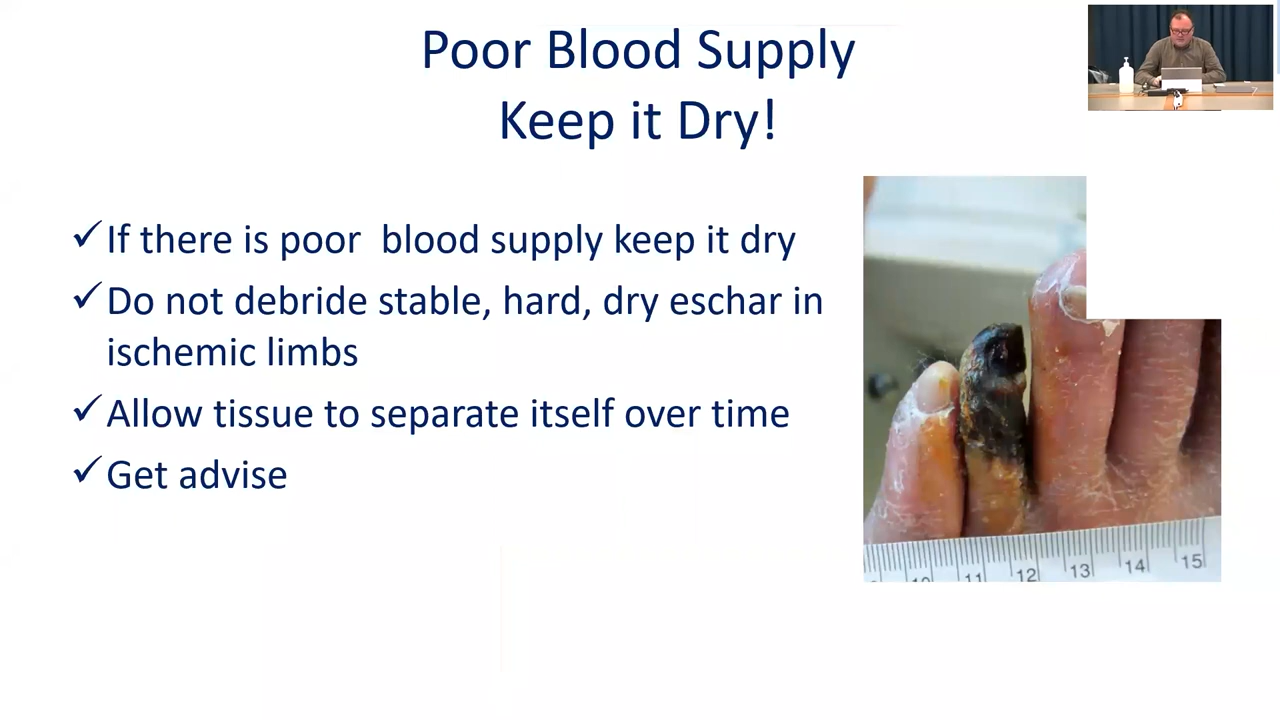 Poor Blood Supply
Keep it Dry!
✓If there is poor  blood supply keep it dry
✓Do not debride stable, hard, dry eschar in
ischemic limbs
✓Allow tissue to separate itself over time
✓Get advise
10 11 12 13 14 15